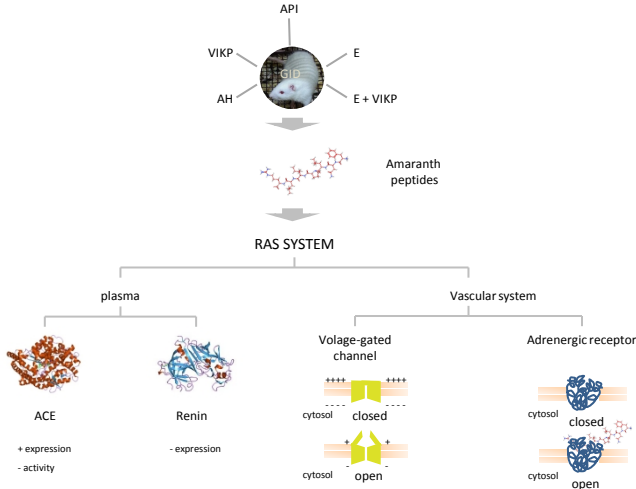 API
VIKP
E
GID
AH
E + VIKP
Amaranth
peptides
RAS SYSTEM
plasma
Vascular system
Volage-gated
channel
Adrenergic receptor
++++ ++++
- - - - - - - -
ACE
Renin
cytosol
closed
cytosol
closed
+ expression
- expression
- activity
+ +
- -
cytosol
open
cytosol
open